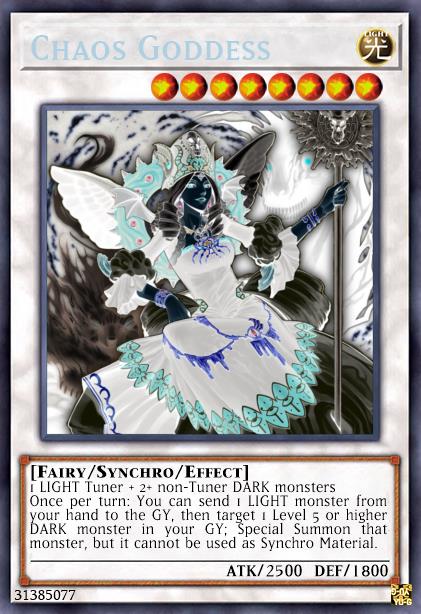 Chaos Goddess
LIGHT
光
[Fairy/Synchro/Effect]
1 LIGHT Tuner + 2+ non-Tuner DARK monsters
Once per turn: You can send 1 LIGHT monster from
your hand to the GY, then target 1 Level 5 or higher
DARK monster in your GY; Special Summon that
monster, but it cannot be used as Synchro Material.
ATK/2500 DEF/1800
31385077